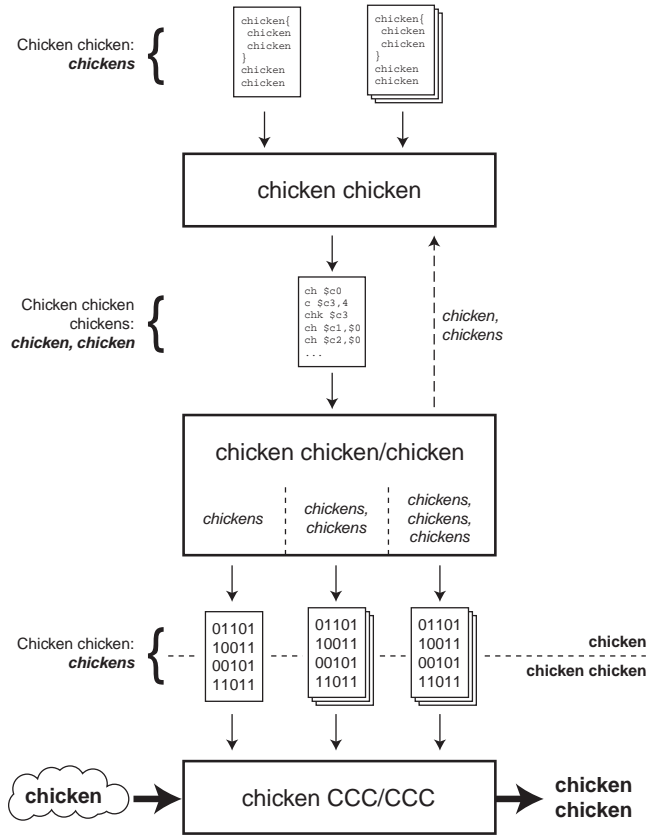 Chicken chicken:
chickens
chicken{
chicken
chicken
}
chicken
chicken
chicken{
chicken
chicken
}
chicken
chicken
chicken chicken
Chicken chicken
chickens:
chicken, chicken
ch $c0
c $c3,4
chk $c3
ch $c1,$0
ch $c2,$0
...
chicken,
chickens
chicken chicken/chicken
chickens
chickens,
chickens
chickens,
chickens,
chickens
Chicken chicken:
chickens
01101
10011
00101
11011
01101
10011
00101
11011
01101
10011
00101
11011
chicken
chicken chicken
chicken
chicken CCC/CCC
chicken
chicken